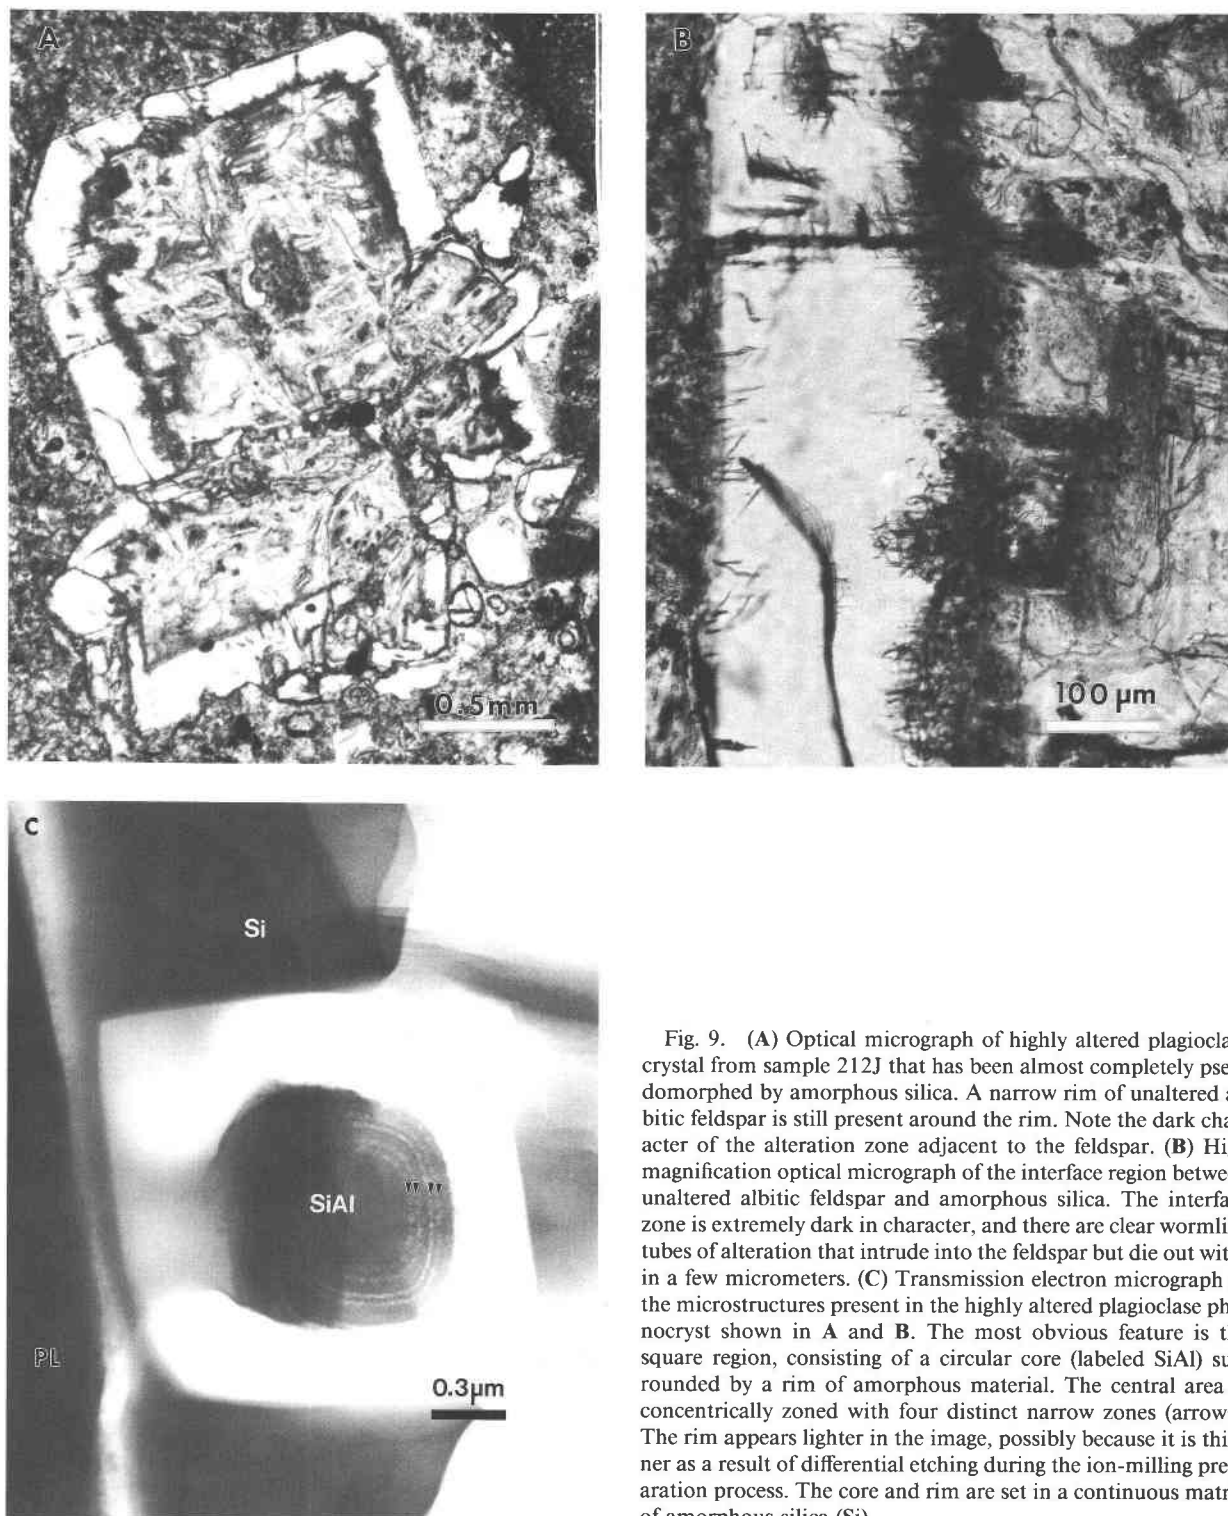 A
B
0.5mm
100 µm
C
Si
SiAl
PL
0.3µm
Fig. 9. (A) Optical micrograph of highly altered plagiocla
crystal from sample 212J that has been almost completely pse
domorphed by amorphous silica. A narrow rim of unaltered a
bitic feldspar is still present around the rim. Note the dark cha
acter of the alteration zone adjacent to the feldspar. (B) Hi
magnification optical micrograph of the interface region betwe
unaltered albitic feldspar and amorphous silica. The interfa
zone is extremely dark in character, and there are clear wormli
tubes of alteration that intrude into the feldspar but die out wit
in a few micrometers. (C) Transmission electron micrograph
the microstructures present in the highly altered plagioclase ph
nocryst shown in A and B. The most obvious feature is t
square region, consisting of a circular core (labeled SiAl) su
rounded by a rim of amorphous material. The central area
concentrically zoned with four distinct narrow zones (arrow
The rim appears lighter in the image, possibly because it is thi
ner as a result of differential etching during the ion-milling pre
aration process. The core and rim are set in a continuous matr
of amorphous silica (Si)